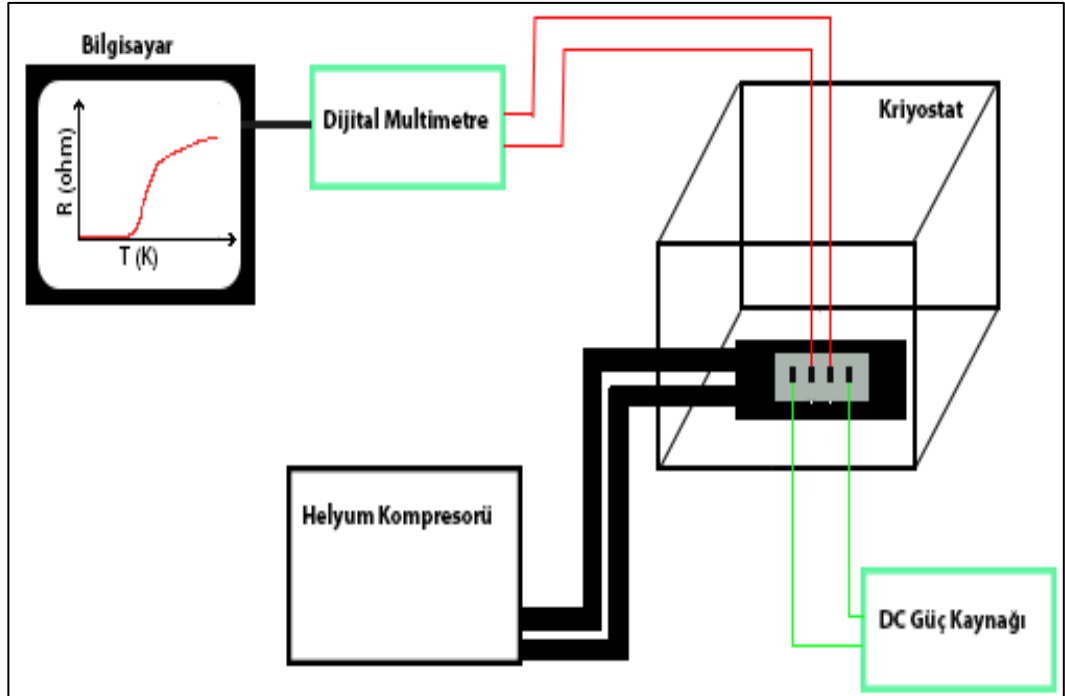 Bilgisayar
R (ohm)
T (K)
Dijital Multimetre
Kriyostat
Helyum Kompresorü
DC Güç Kaynağı